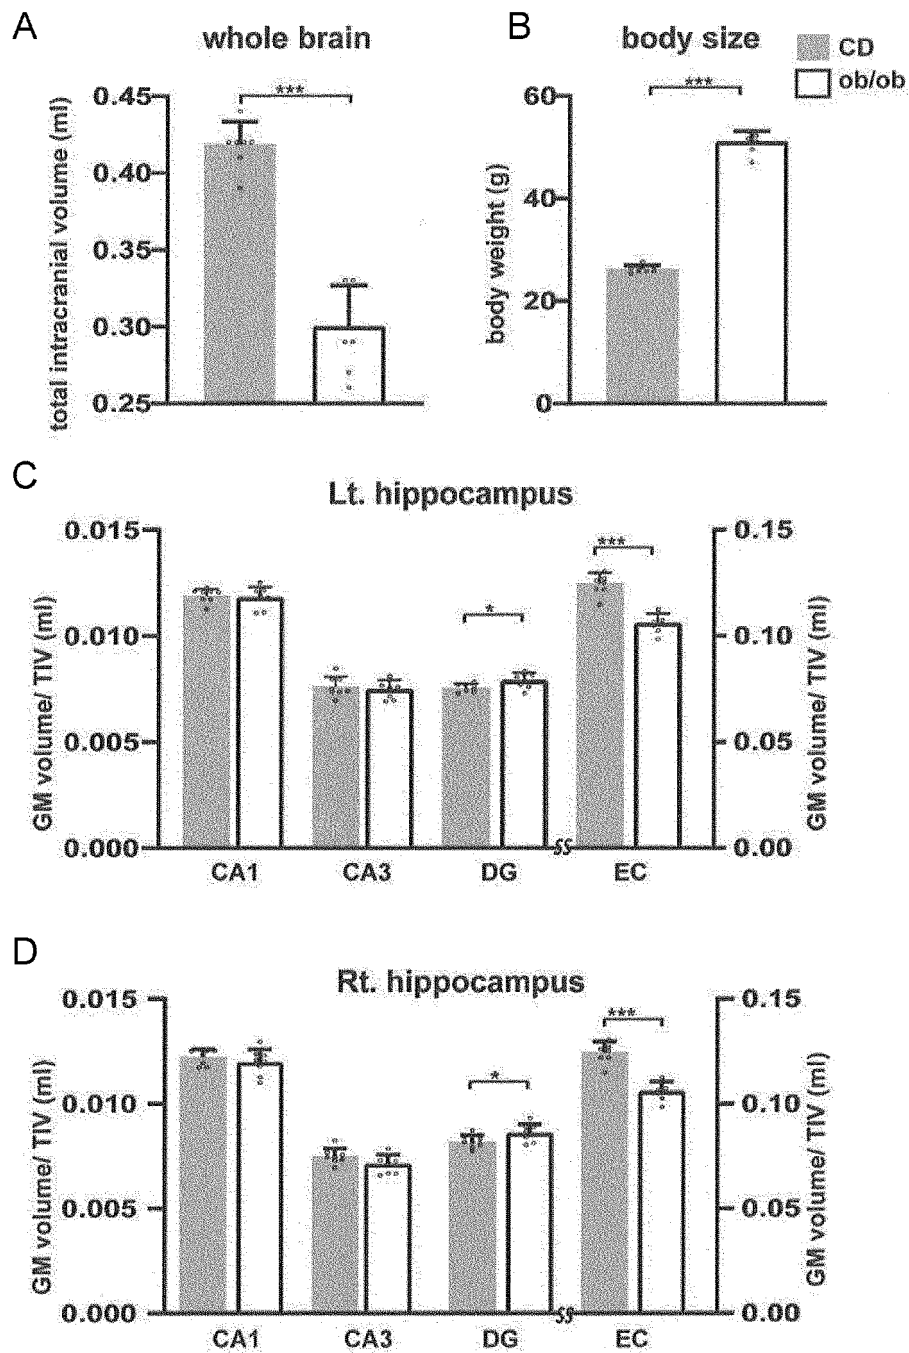 A
whole brain
total intracranial volume (ml)
0.45
0.40
0.35
0.30
0.25
***
B
body size
body weight (g)
60
40
20
0
***
CD
ob/ob
C
Lt. hippocampus
GM volume/ TIV (ml)
0.015
0.010
0.005
0.000
*
***
0.15
0.10
0.05
0.00
GM volume/ TIV (ml)
CA1 CA3 DG EC
D
Rt. hippocampus
GM volume/ TIV (ml)
0.015
0.010
0.005
0.000
*
***
0.15
0.10
0.05
0.00
GM volume/ TIV (ml)
CA1 CA3 DG EC